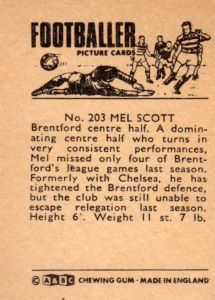 FOOTBALLER
PICTURE CARDS
No. 203 MEL SCOTT
Brentford centre half. A domin-
ating centre half who turns in
very consistent performances,
Mel missed only four of Brent-
ford's league games last season.
Formerly with Chelsea, he has
tightened the Brentford defence,
but the club was still unable to
escape relegation last season.
Height 6'. Weight 11 st. 7 lb.
© A&BC CHEWING GUM · MADE IN ENGLAND